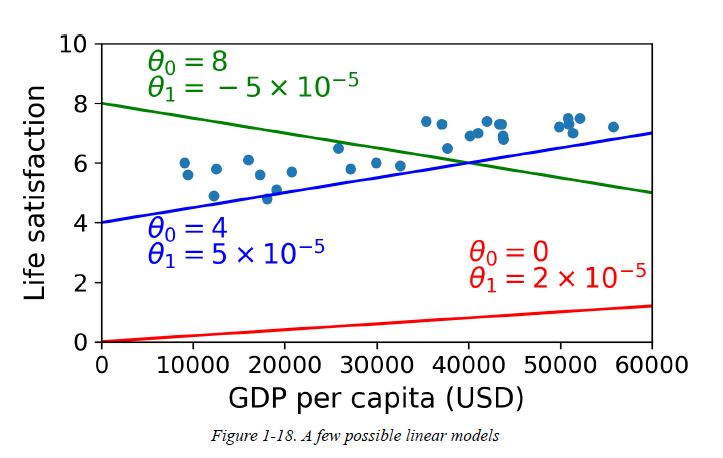 10
8
6
4
2
0
Life satisfaction
θ0 = 8
θ1 = − 5 × 10−5
θ0 = 4
θ1 = 5 × 10−5
θ0 = 0
θ1 = 2 × 10−5
0 10000 20000 30000 40000 50000 60000
GDP per capita (USD)
Figure 1-18. A few possible linear models